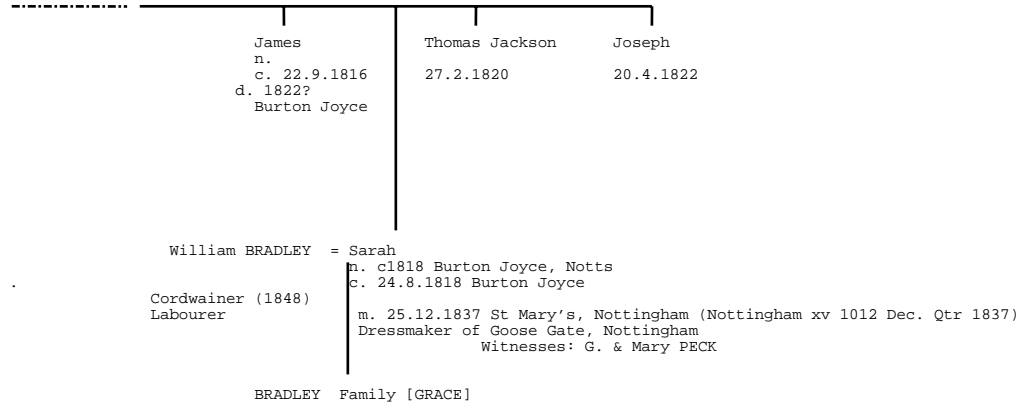 James Thomas Jackson Joseph
n.
c. 22.9.1816 27.2.1820 20.4.1822
d. 1822?
Burton Joyce
William BRADLEY = Sarah
n. c1818 Burton Joyce, Notts
. c. 24.8.1818 Burton Joyce
Cordwainer (1848)
Labourer m. 25.12.1837 St Mary's, Nottingham (Nottingham xv 1012 Dec. Qtr 1837)
Dressmaker of Goose Gate, Nottingham
Witnesses: G. & Mary PECK
BRADLEY Family [GRACE]